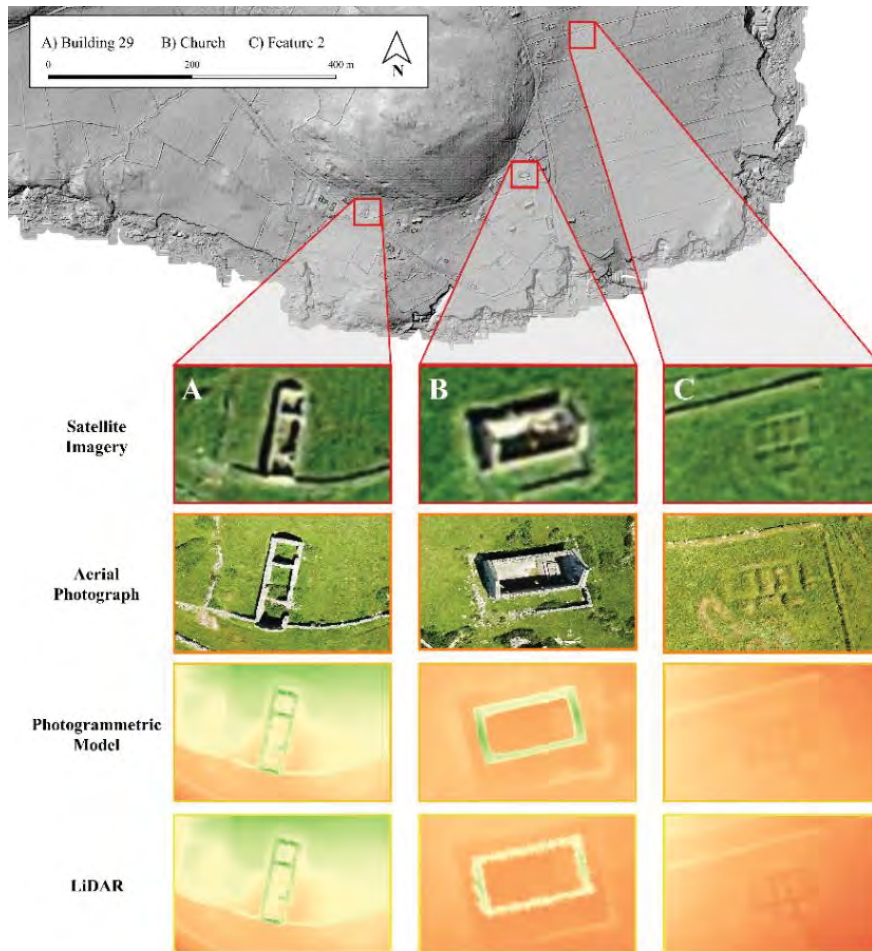 A) Building 29 B) Church C) Feature 2
N
0 200 400 m
A B C
Satellite
Imagery
Aerial
Photograph
Photogrammetric
Model
LiDAR